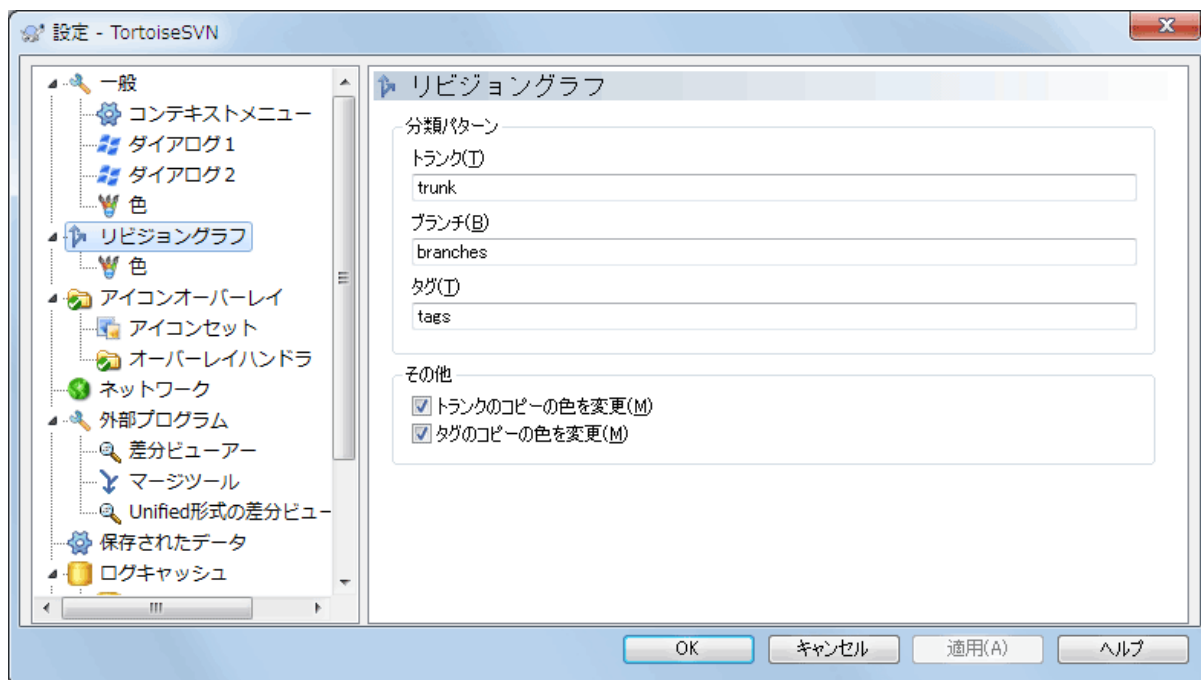 設定 - TortoiseSVN
一般
コンテキストメニュー
ダイアログ1
ダイアログ2
色
リビジョングラフ
色
アイコンオーバーレイ
アイコンセット
オーバーレイハンドラ
ネットワーク
外部プログラム
差分ビューアー
マージツール
Unified形式の差分ビュー
保存されたデータ
ログキャッシュ
リビジョングラフ
分類パターン
トランク(T)
trunk
ブランチ(B)
branches
タグ(T)
tags
その他
トランクのコピーの色を変更(M)
タグのコピーの色を変更(M)
OK
キャンセル
適用(A)
ヘルプ